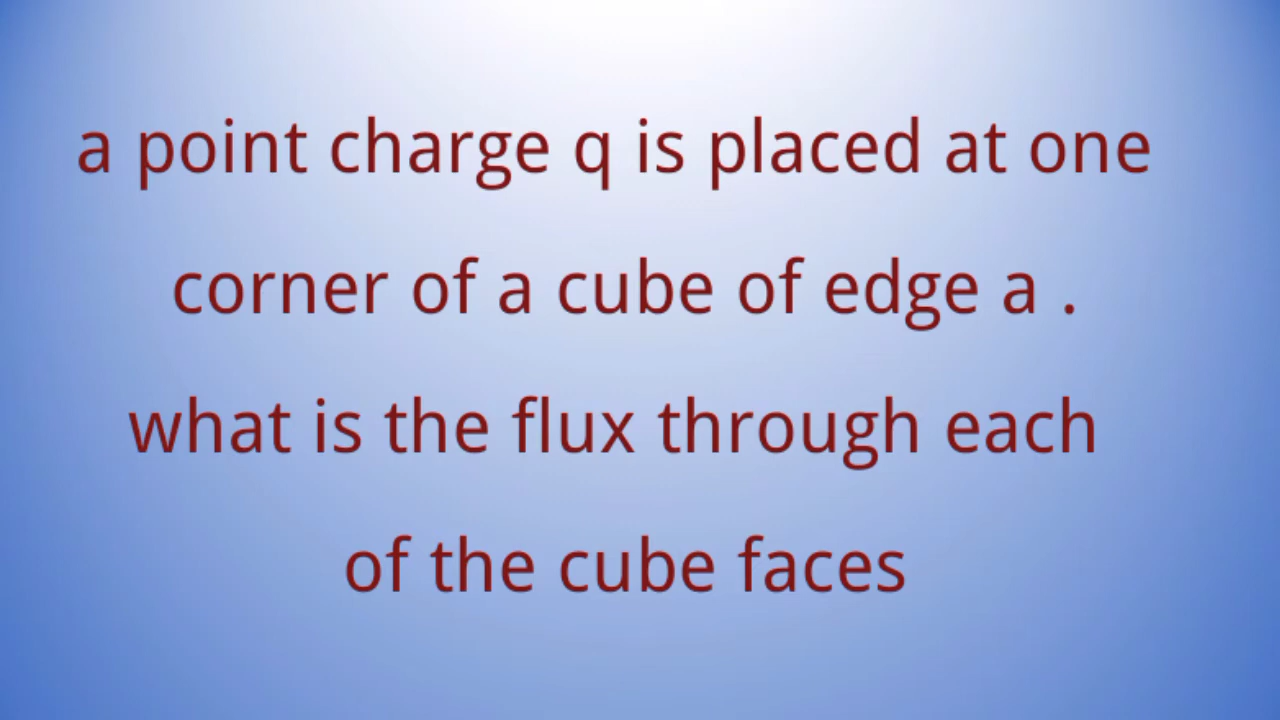 a point charge q is placed at one
corner of a cube of edge a .
what is the flux through each
of the cube faces